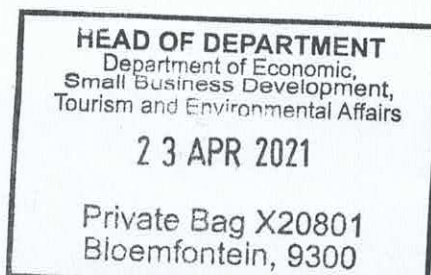 HEAD OF DEPARTMENT
Department of Economic,
Small Business Development,
Tourism and Environmental Affairs
2 3 APR 2021
Private Bag X20801
Bloemfontein, 9300